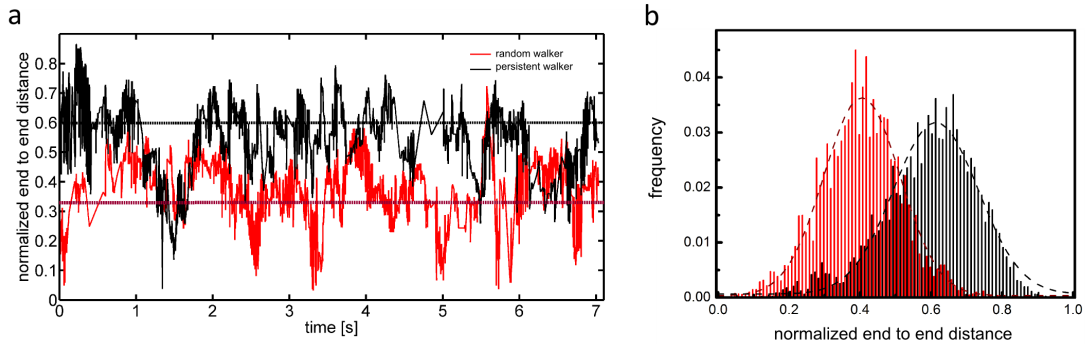 a
normalized end to end distance
0.8
0.7
0.6
0.5
0.4
0.3
0.2
0.1
0
0 1 2 3 4 5 6 7
time [s]
random walker
persistent walker
b
frequency
0.04
0.03
0.02
0.01
0.00
0.0 0.2 0.4 0.6 0.8 1.0
normalized end to end distance